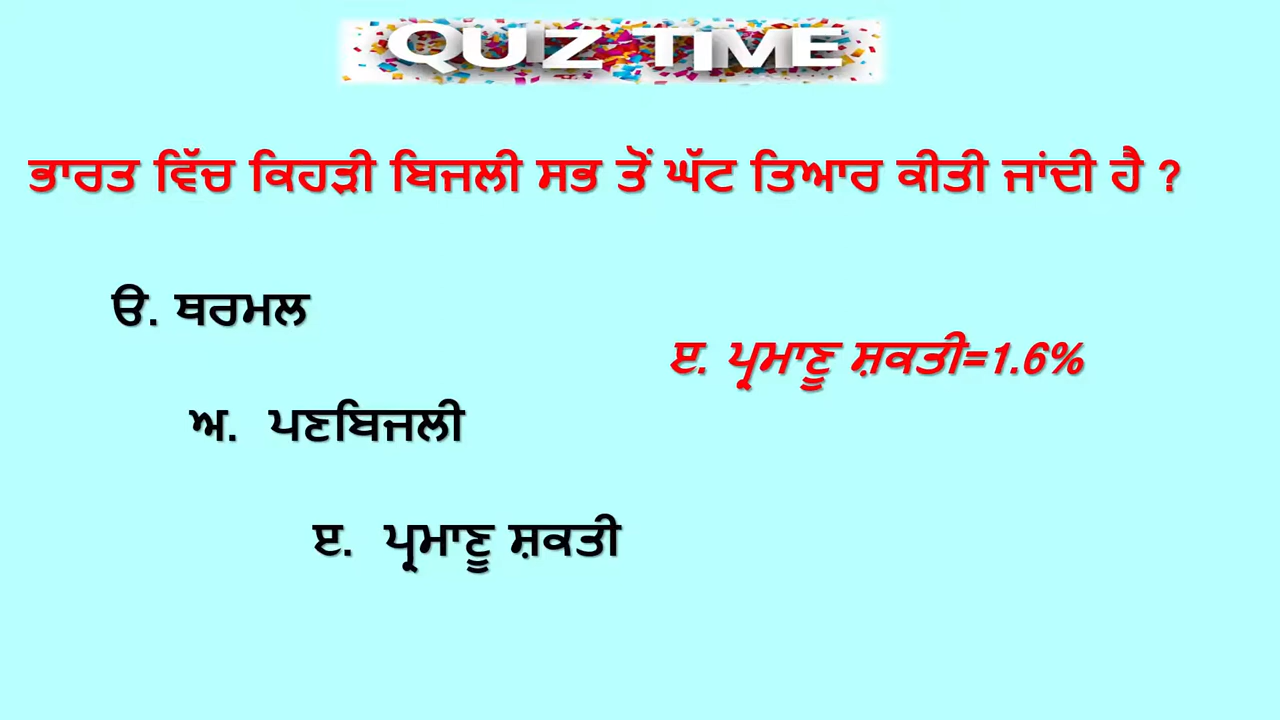 QUIZ TIME
ਭਾਰਤ ਵਿੱਚ ਕਿਹੜੀ ਬਿਜਲੀ ਸਭ ਤੋਂ ਘੱਟ ਤਿਆਰ ਕੀਤੀ ਜਾਂਦੀ ਹੈ ?
ੳ. ਥਰਮਲ
ੲ. ਪ੍ਰਮਾਣੂ ਸ਼ਕਤੀ=1.6%
ਅ. ਪਣਬਿਜਲੀ
ੲ. ਪ੍ਰਮਾਣੂ ਸ਼ਕਤੀ